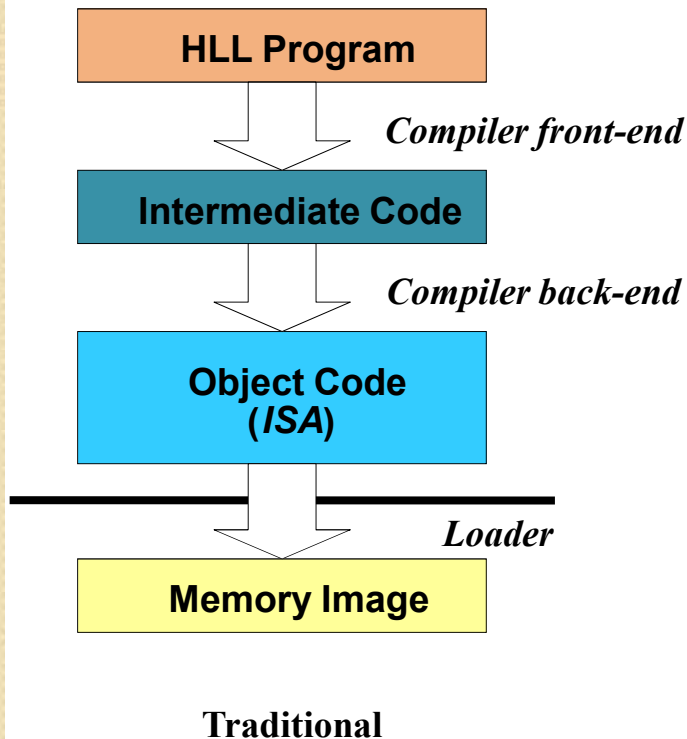 HLL Program
Compiler front-end
Intermediate Code
Compiler back-end
Object Code
(ISA)
Loader
Memory Image
Traditional